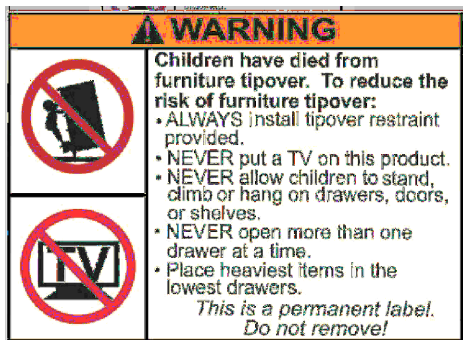 WARNING
Children have died from
furniture tipover. To reduce the
risk of furniture tipover:
• ALWAYS install tipover restraint
provided.
• NEVER put a TV on this product.
• NEVER allow children to stand,
climb or hang on drawers, doors,
or shelves.
• NEVER open more than one
drawer at a time.
• Place heaviest items in the
lowest drawers.
This is a permanent label.
Do not remove!
TV